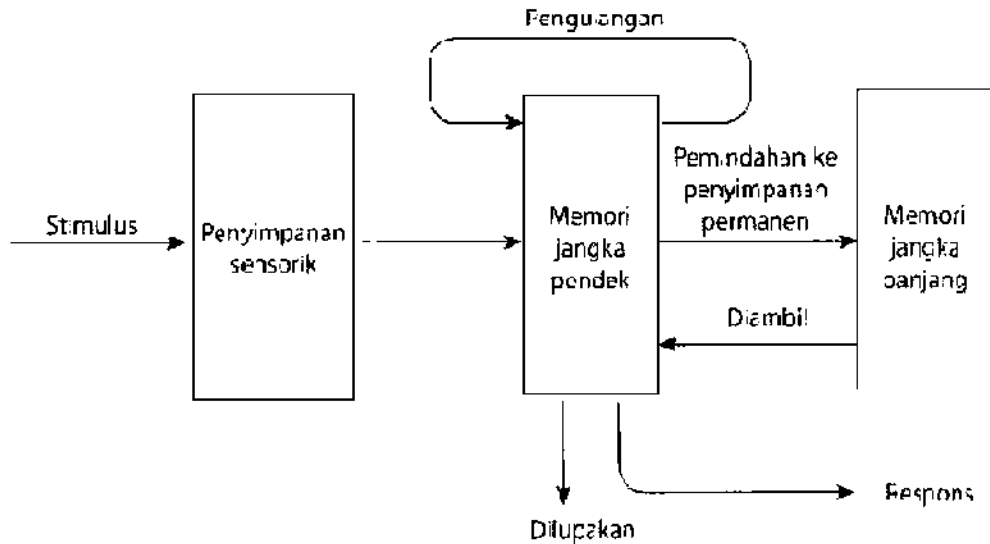 Pengulangan
Stimulus
Penyimpanan
sensorik
Memori
jangka
pendek
Pemindahan ke
penyimpanan
permanen
Diambil
Memori
jangka
panjang
Dilupakan
Respons